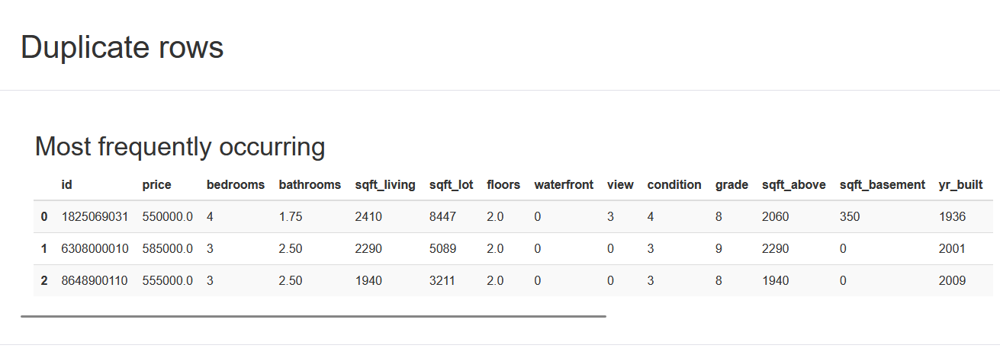 Duplicate rows
Most frequently occurring
id price bedrooms bathrooms sqft_living sqft_lot floors waterfront view condition grade sqft_above sqft_basement yr_built
0 1825069031 550000.0 4 1.75 2410 8447 2.0 0 3 4 8 2060 350 1936
1 6308000010 585000.0 3 2.50 2290 5089 2.0 0 0 3 9 2290 0 2001
2 8648900110 555000.0 3 2.50 1940 3211 2.0 0 0 3 8 1940 0 2009